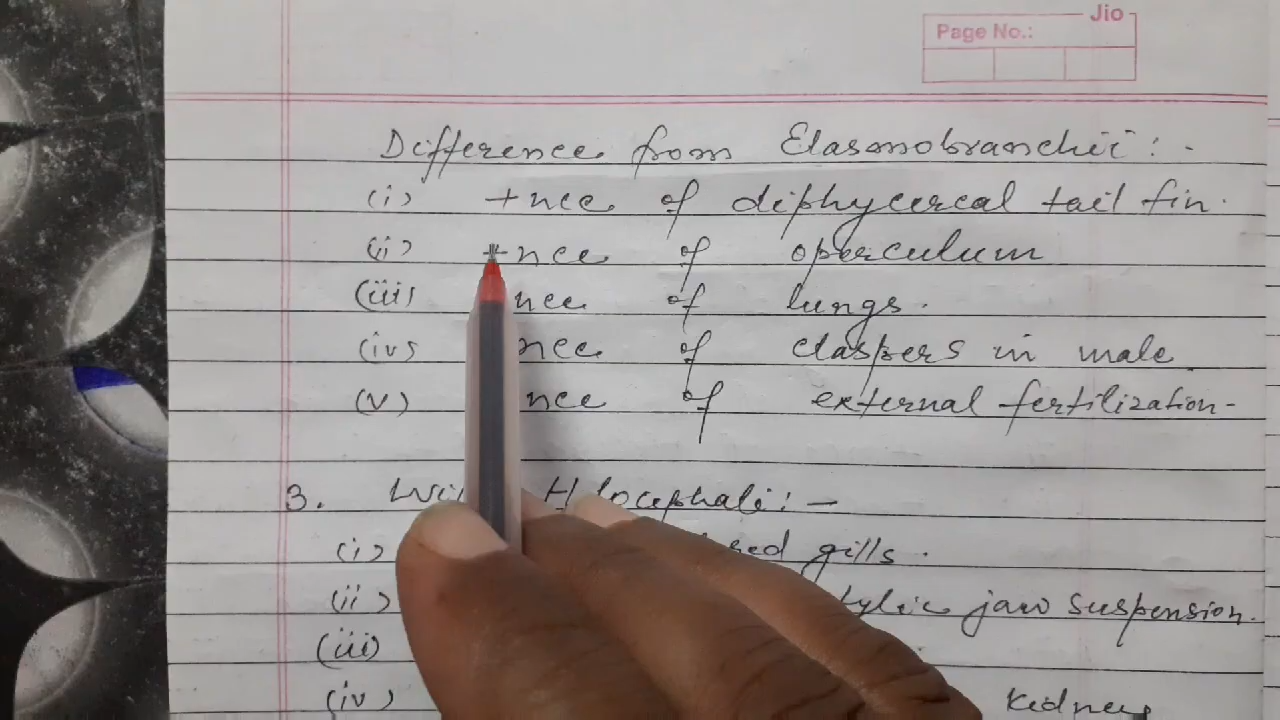 Jio
Page No.:
Difference from Elasmobranchii : -
(i) +nce of diphycercal tail fin.
(ii) +nce of operculum
(iii) nce of lungs.
(iv) nce of claspers in male
(v) nce of external fertilization -
3. Holocephali : -
(i) gills .
(ii) jaw suspension.
(iii)
(iv) Kidney